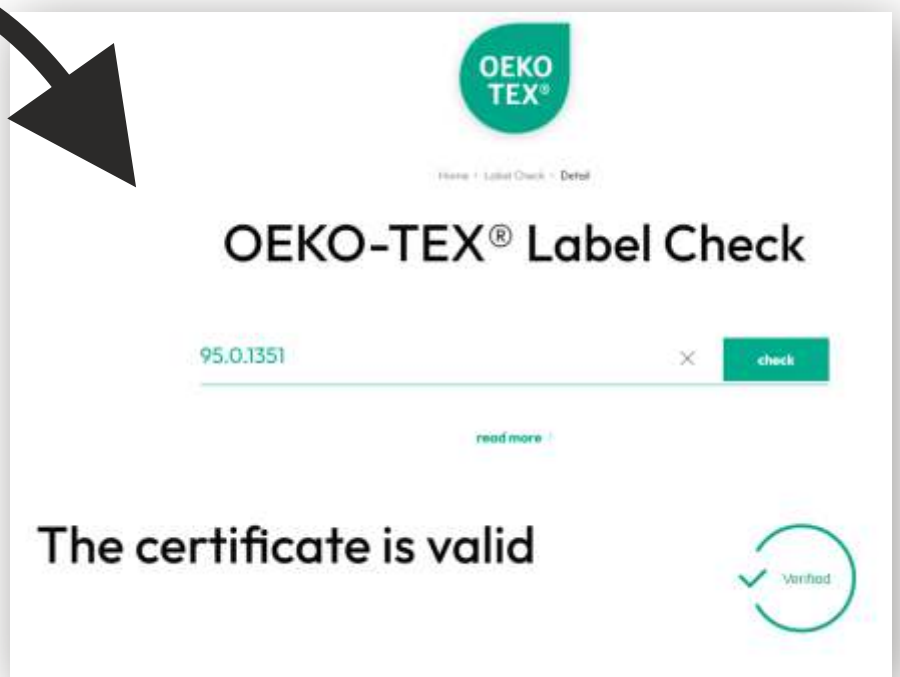 OEKO
TEX®
Home › Label Check › Detail
OEKO-TEX® Label Check
95.0.1351
check
read more
The certificate is valid
Verified